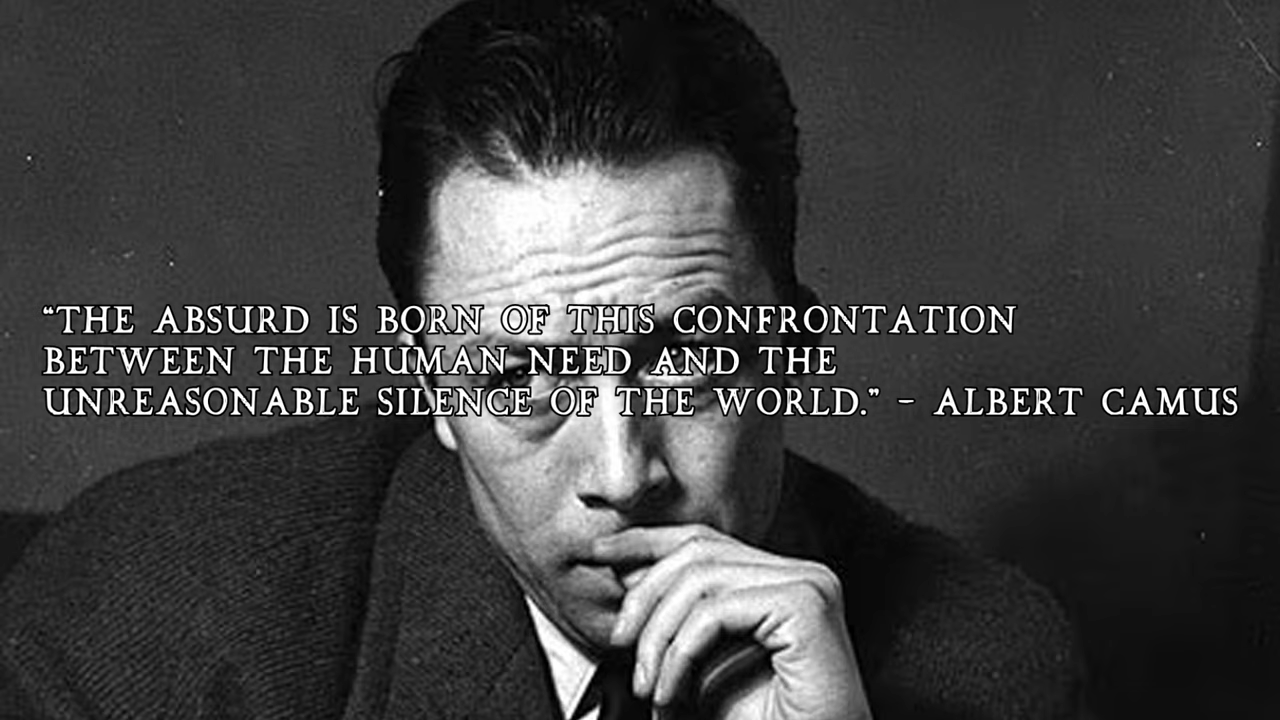 “THE ABSURD IS BORN OF THIS CONFRONTATION
BETWEEN THE HUMAN NEED AND THE
UNREASONABLE SILENCE OF THE WORLD.” – ALBERT CAMUS